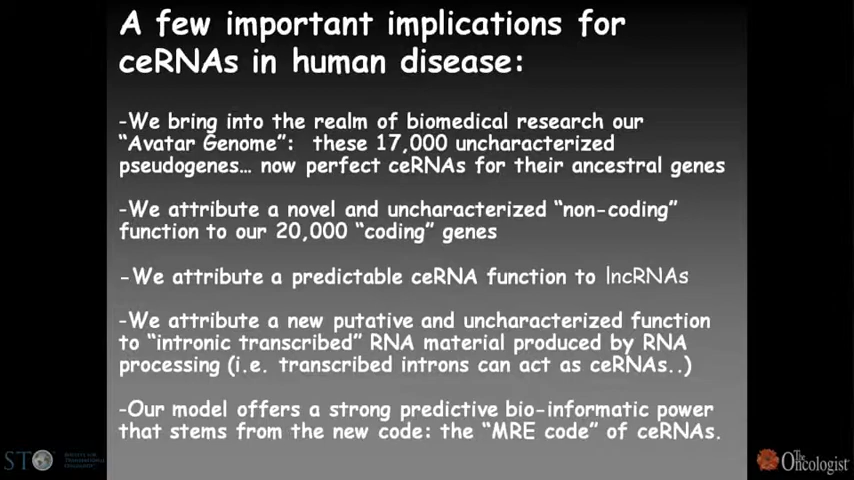 A few important implications for
ceRNAs in human disease:
-We bring into the realm of biomedical research our
“Avatar Genome”: these 17,000 uncharacterized
pseudogenes... now perfect ceRNAs for their ancestral genes
-We attribute a novel and uncharacterized “non-coding”
function to our 20,000 “coding” genes
-We attribute a predictable ceRNA function to lncRNAs
-We attribute a new putative and uncharacterized function
to “intronic transcribed” RNA material produced by RNA
processing (i.e. transcribed introns can act as ceRNAs..)
-Our model offers a strong predictive bio-informatic power
that stems from the new code: the “MRE code” of ceRNAs.
ST
The
Oncologist